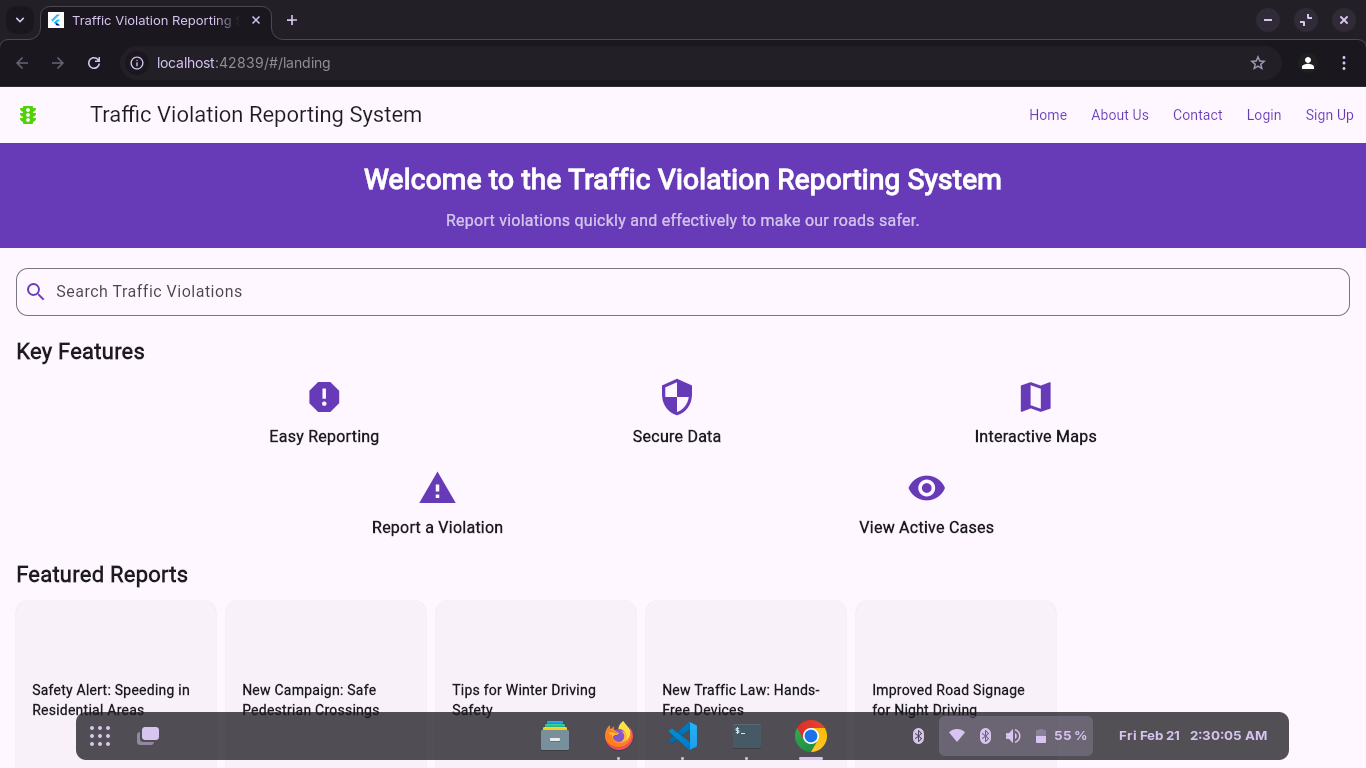 Traffic Violation Reporting
localhost:42839/#/landing
Traffic Violation Reporting System
Home About Us Contact Login Sign Up
Welcome to the Traffic Violation Reporting System
Report violations quickly and effectively to make our roads safer.
Search Traffic Violations
Key Features
Easy Reporting Secure Data Interactive Maps
Report a Violation View Active Cases
Featured Reports
Safety Alert: Speeding in
Residential Areas
New Campaign: Safe
Pedestrian Crossings
Tips for Winter Driving
Safety
New Traffic Law: Hands-
Free Devices
Improved Road Signage
for Night Driving
55 % Fri Feb 21 2:30:05 AM